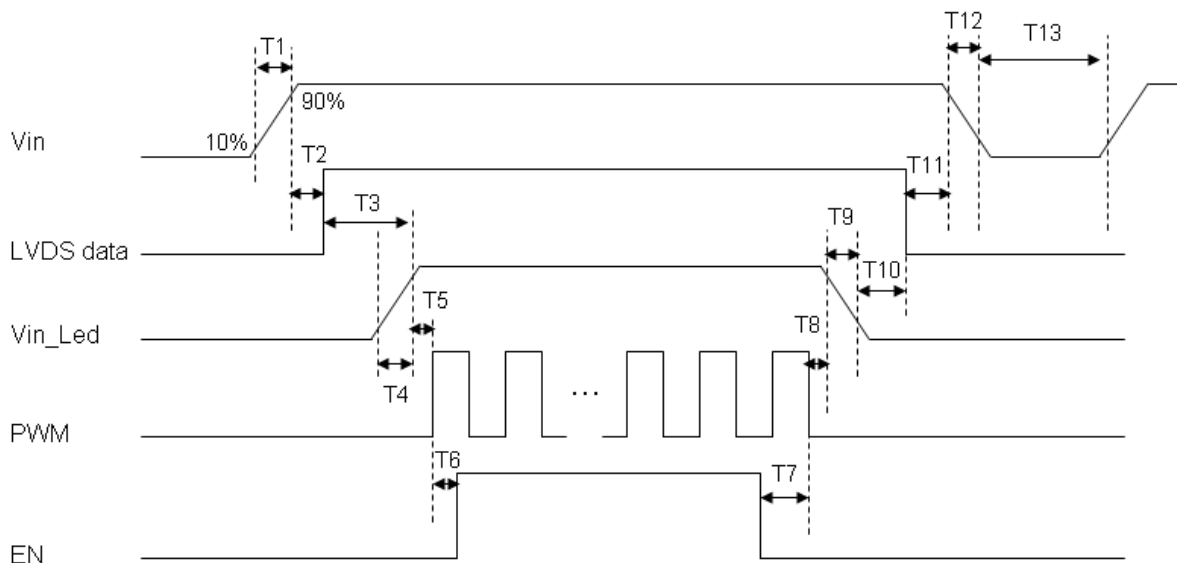 T12
T1
T13
90%
Vin
10%
T2
T11
T3
T9
LVDS data
T10
T5
Vin_Led
T8
T4
...
PWM
T6
T7
EN